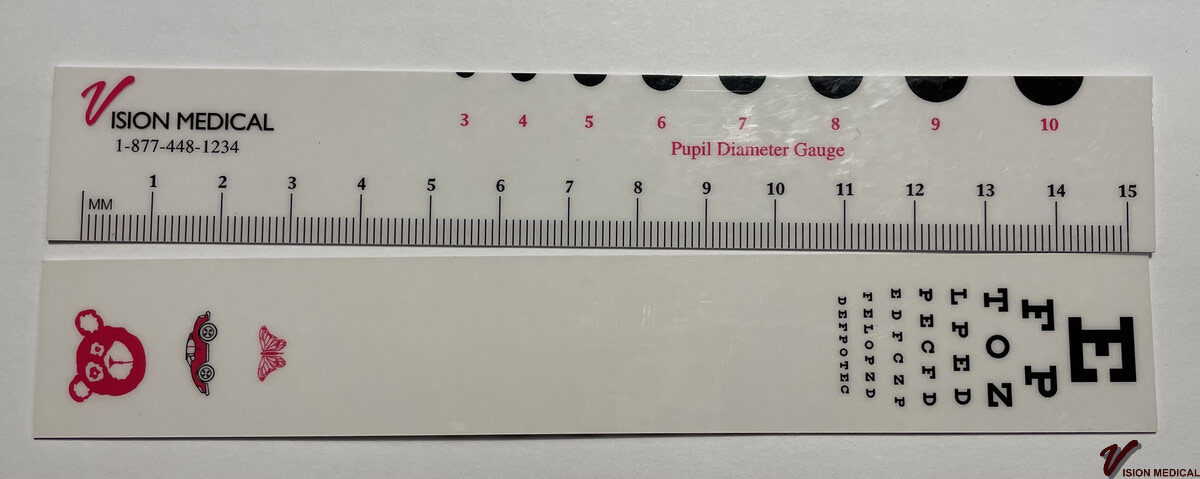 VISION MEDICAL
1-877-448-1234
3 4 5 6 7 8 9 10
Pupil Diameter Gauge
MM 1 2 3 4 5 6 7 8 9 10 11 12 13 14 15
E
F P
T O Z
L P E D
P E C F D
E D F C Z P
F E L O P Z D
D E F P O T E C
VISION MEDICAL